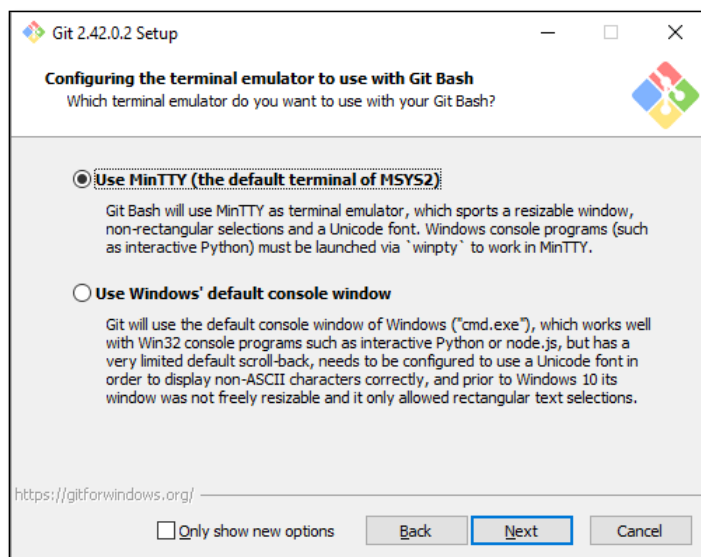 Git 2.42.0.2 Setup
Configuring the terminal emulator to use with Git Bash
Which terminal emulator do you want to use with your Git Bash?
Use MinTTY (the default terminal of MSYS2)
Git Bash will use MinTTY as terminal emulator, which sports a resizable window,
non-rectangular selections and a Unicode font. Windows console programs (such
as interactive Python) must be launched via `winpty` to work in MinTTY.
Use Windows' default console window
Git will use the default console window of Windows ("cmd.exe"), which works well
with Win32 console programs such as interactive Python or node.js, but has a
very limited default scroll-back, needs to be configured to use a Unicode font in
order to display non-ASCII characters correctly, and prior to Windows 10 its
window was not freely resizable and it only allowed rectangular text selections.
https://gitforwindows.org/
Only show new options Back Next Cancel